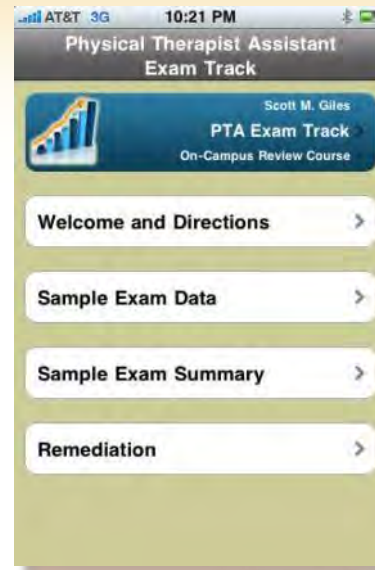 AT&T 3G 10:21 PM
Physical Therapist Assistant
Exam Track
Scott M. Giles
PTA Exam Track
On-Campus Review Course
Welcome and Directions
Sample Exam Data
Sample Exam Summary
Remediation